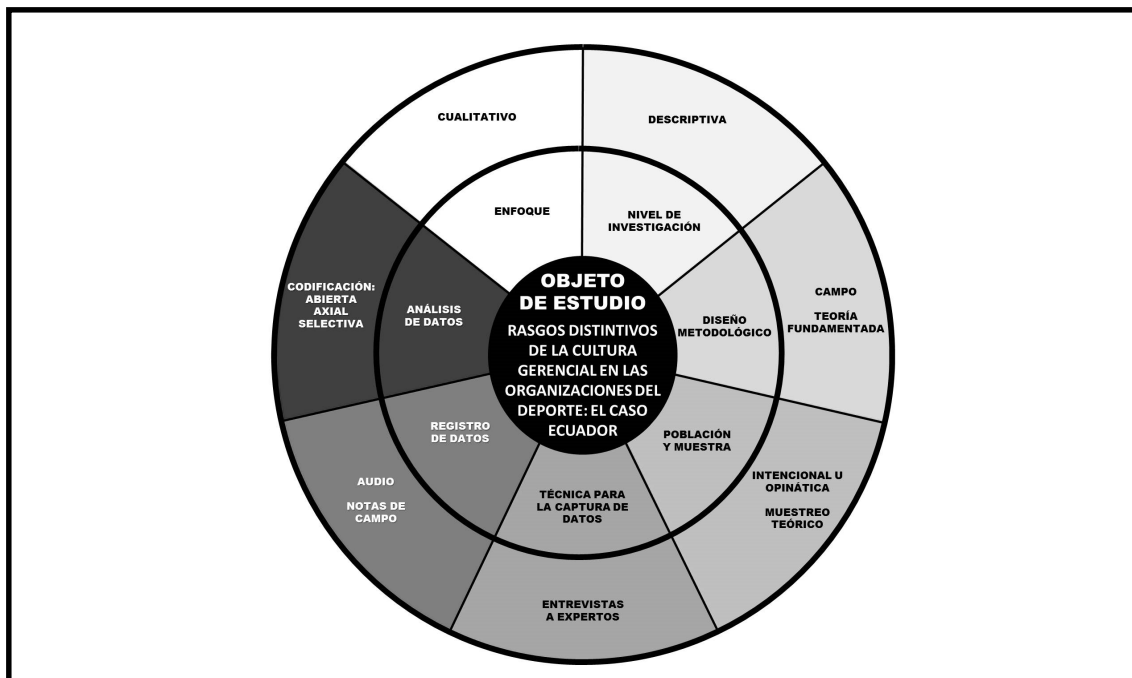 CUALITATIVO
DESCRIPTIVA
ENFOQUE
NIVEL DE
INVESTIGACIÓN
OBJETO
DE ESTUDIO
RASGOS DISTINTIVOS
DE LA CULTURA
GERENCIAL EN LAS
ORGANIZACIONES DEL
DEPORTE: EL CASO
ECUADOR
CODIFICACIÓN:
ABIERTA
AXIAL
SELECTIVA
ANÁLISIS
DE DATOS
DISEÑO
METODOLÓGICO
CAMPO
TEORÍA
FUNDAMENTADA
REGISTRO
DE DATOS
POBLACIÓN
Y MUESTRA
AUDIO
NOTAS DE
CAMPO
TÉCNICA PARA
LA CAPTURA DE
DATOS
INTENCIONAL U
OPINÁTICA
MUESTREO
TEÓRICO
ENTREVISTAS
A EXPERTOS